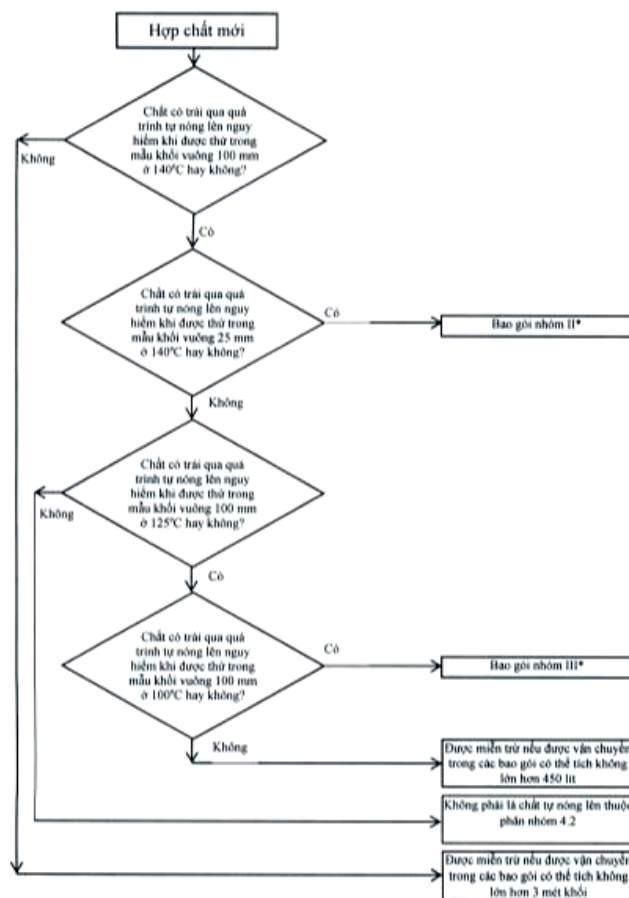 Hợp chất mới
Chất có trải qua quá
trình tự nóng lên nguy
hiểm khi được thử trong
mẫu khối vuông 100 mm
ở 140°C hay không?
Không
Có
Chất có trải qua quá
trình tự nóng lên nguy
hiểm khi được thử trong
mẫu khối vuông 25 mm
ở 140°C hay không?
Có
Bao gói nhóm II*
Không
Chất có trải qua quá
trình tự nóng lên nguy
hiểm khi được thử trong
mẫu khối vuông 100 mm
ở 125°C hay không?
Không
Có
Chất có trải qua quá
trình tự nóng lên nguy
hiểm khi được thử trong
mẫu khối vuông 100 mm
ở 100°C hay không?
Có
Bao gói nhóm III*
Không
Được miễn trừ nếu được vận chuyển
trong các bao gói có thể tích không
lớn hơn 450 lít
Không phải là chất tự nóng lên thuộc
phân nhóm 4.2
Được miễn trừ nếu được vận chuyển
trong các bao gói có thể tích không
lớn hơn 3 mét khối